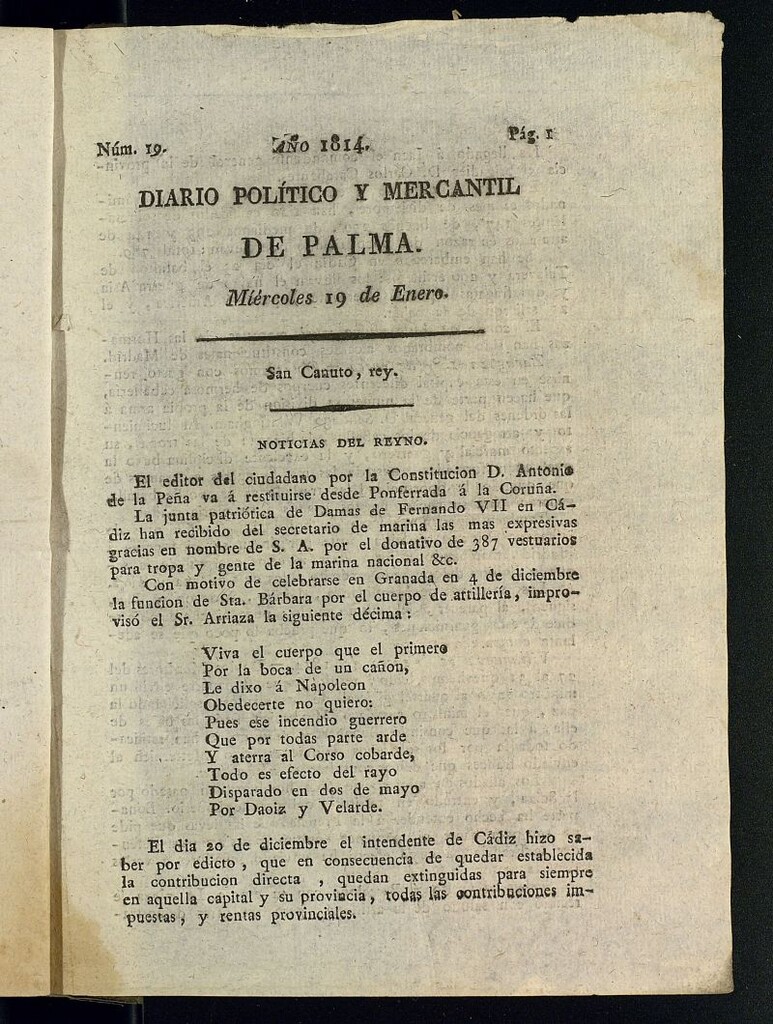 Núm. 19. Año 1814. Pág. 1
DIARIO POLÍTICO Y MERCANTIL
DE PALMA.
Miércoles 19 de Enero.
San Canuto, rey.
NOTICIAS DEL REYNO.
El editor del ciudadano por la Constitucion D. Antonio
de la Peña va á restituirse desde Ponferrada á la Coruña.
La junta patriótica de Damas de Fernando VII en Cá-
diz han recibido del secretario de marina las mas expresivas
gracias en nombre de S. A. por el donativo de 387 vestuarios
para tropa y gente de la marina nacional &c.
Con motivo de celebrarse en Granada en 4 de diciembre
la funcion de Sta. Bárbara por el cuerpo de artillería, impro-
visó el Sr. Arriaza la siguiente décima:
Viva el cuerpo que el primero
Por la boca de un cañon,
Le dixo á Napoleon
Obedecerte no quiero:
Pues ese incendio guerrero
Que por todas parte arde
Y aterra al Corso cobarde,
Todo es efecto del rayo
Disparado en dos de mayo
Por Daoiz y Velarde.
El dia 20 de diciembre el intendente de Cádiz hizo sa-
ber por edicto, que en consecuencia de quedar establecida
la contribucion directa, quedan extinguidas para siempre
en aquella capital y su provincia, todas las contribuciones im-
puestas, y rentas provinciales.